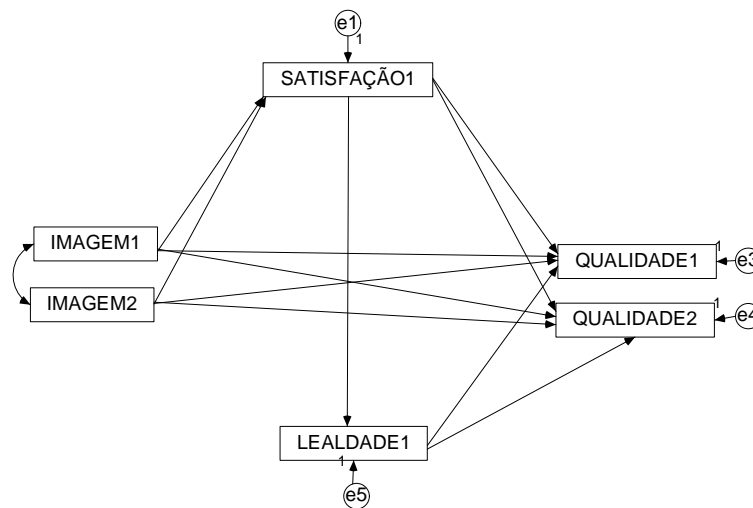 e1
1
SATISFAÇÃO1
IMAGEM1
IMAGEM2
1
QUALIDADE1
e3
1
QUALIDADE2
e4
LEALDADE1
1
e5